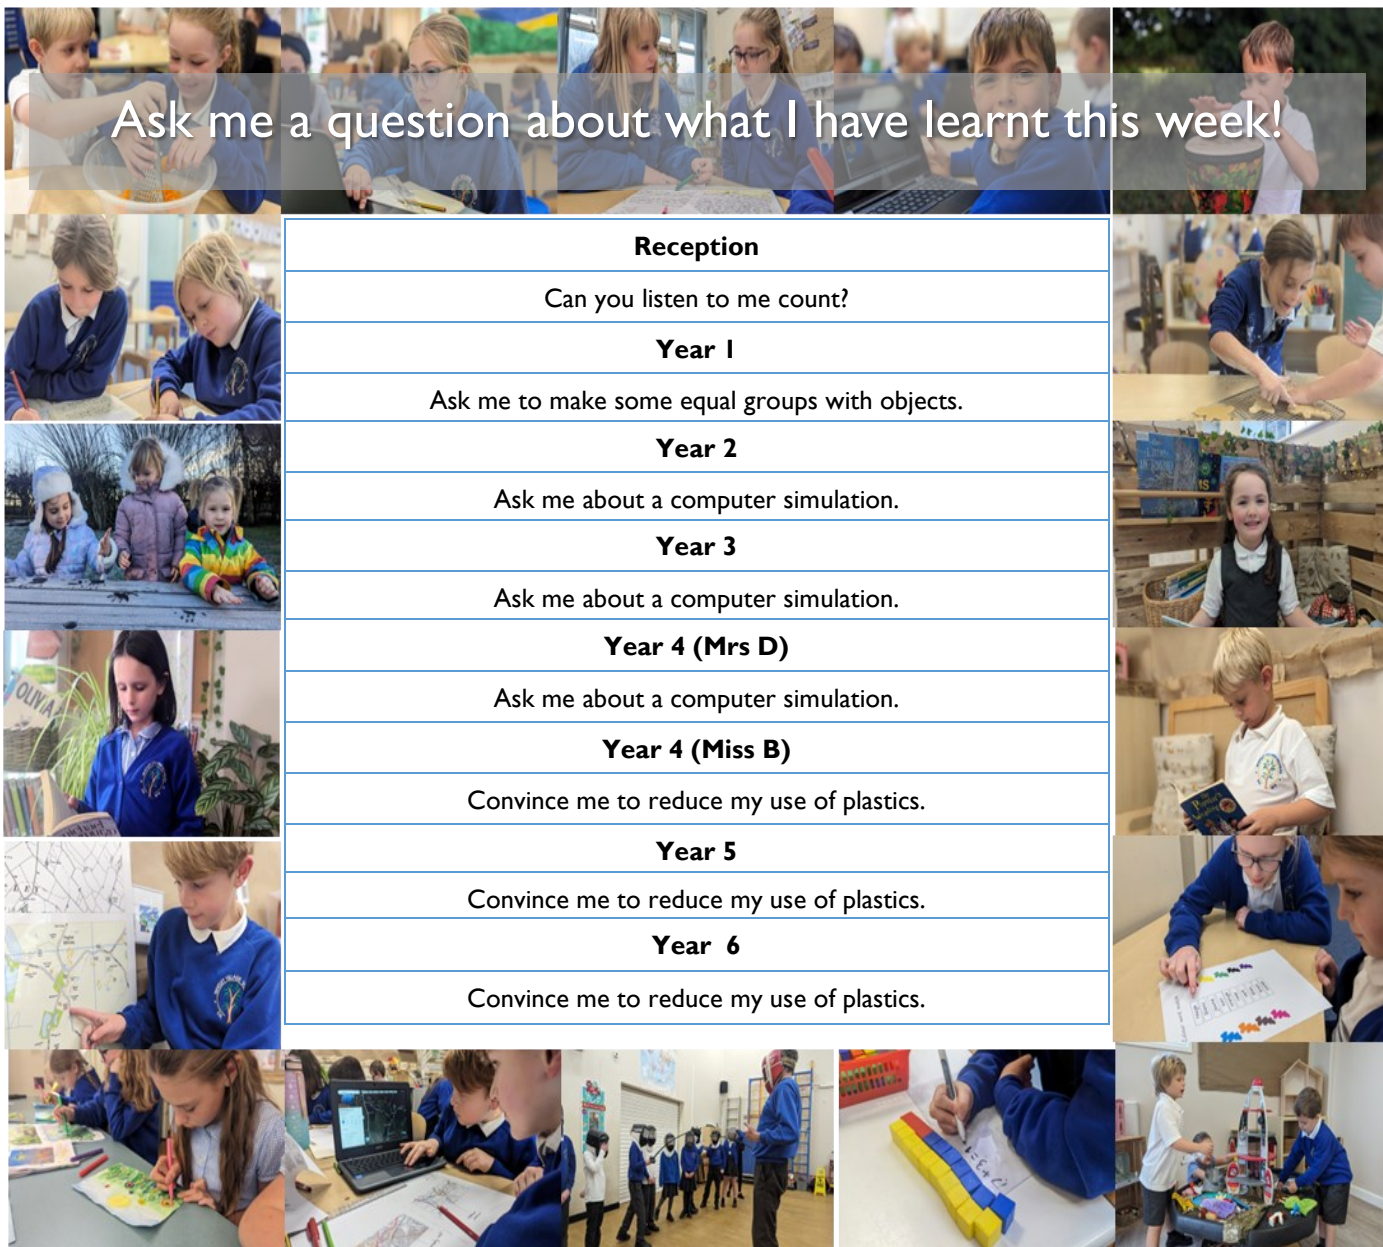 Ask me a question about what I have learnt this week!
Reception
Can you listen to me count?
Year 1
Ask me to make some equal groups with objects.
Year 2
Ask me about a computer simulation.
Year 3
Ask me about a computer simulation.
Year 4 (Mrs D)
Ask me about a computer simulation.
Year 4 (Miss B)
Convince me to reduce my use of plastics.
Year 5
Convince me to reduce my use of plastics.
Year  6
Convince me to reduce my use of plastics.
OLIVIA